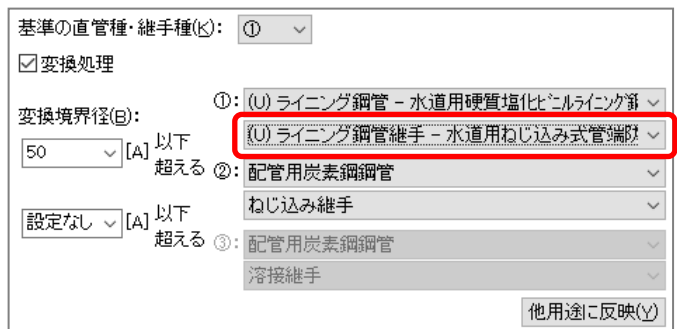 基準の直管種・継手種(K): ①
☑変換処理
変換境界径(B):
①: (U) ライニング鋼管 － 水道用硬質塩化ﾋﾞﾆﾙﾗｲﾆﾝｸﾞ鋼
(U) ライニング鋼管継手 － 水道用ねじ込み式管端防
50 [A] 以下
超える ②: 配管用炭素鋼鋼管
ねじ込み継手
設定なし [A] 以下
超える ③: 配管用炭素鋼鋼管
溶接継手
他用途に反映(Y)